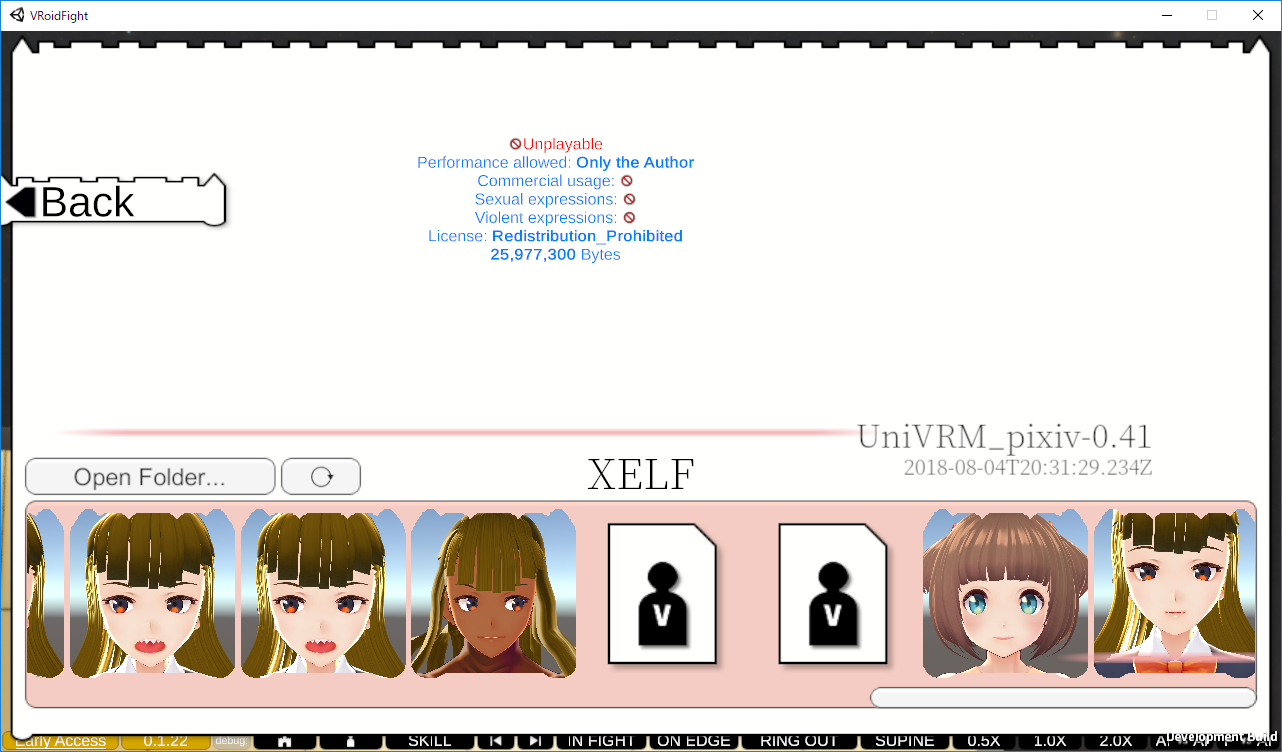 VRoidFight
Unplayable
Performance allowed: Only the Author
Commercial usage:
Sexual expressions:
Violent expressions:
License: Redistribution_Prohibited
25,977,300 Bytes
Back
UniVRM_pixiv-0.41
2018-08-04T20:31:29.234Z
Open Folder...
XELF
V
V
Early Access
0.1.22
debug:
SKILL
IN FIGHT
ON EDGE
RING OUT
SUPINE
0.5X
1.0X
2.0X
Development Build